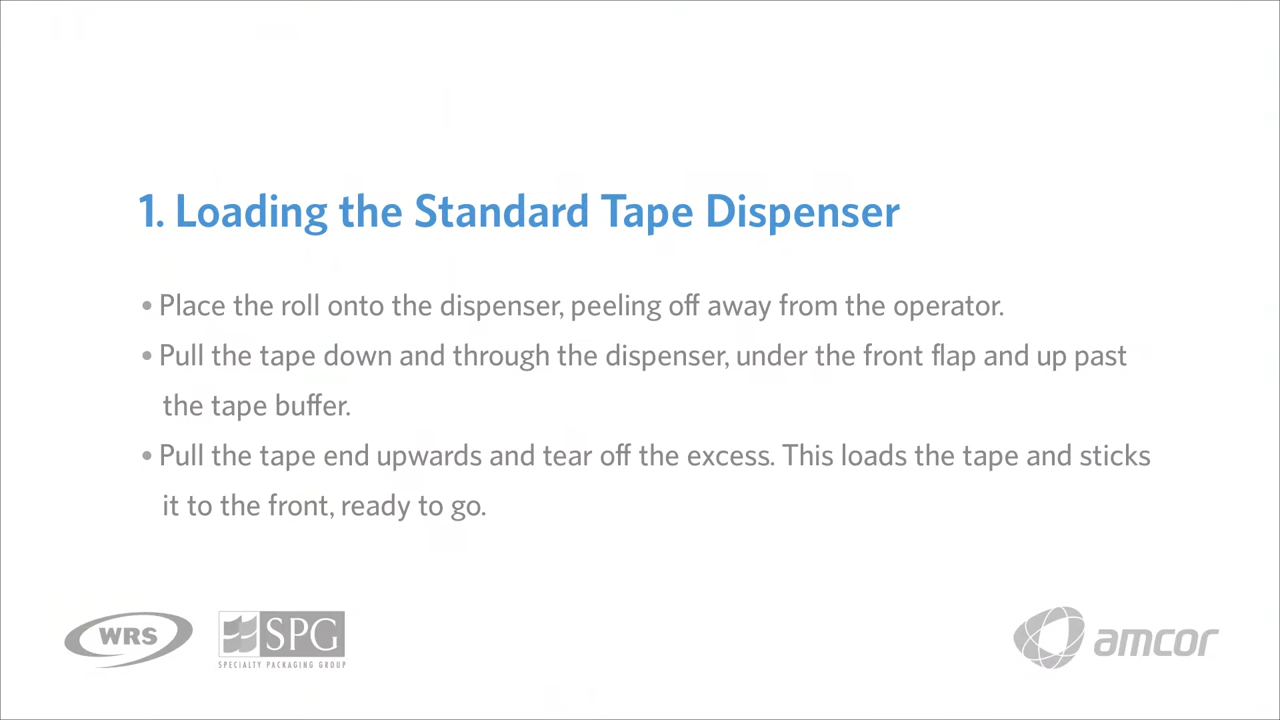 1. Loading the Standard Tape Dispenser
• Place the roll onto the dispenser, peeling off away from the operator.
• Pull the tape down and through the dispenser, under the front flap and up past
the tape buffer.
• Pull the tape end upwards and tear off the excess. This loads the tape and sticks
it to the front, ready to go.
WRS
SPG
SPECIALTY PACKAGING GROUP
amcor